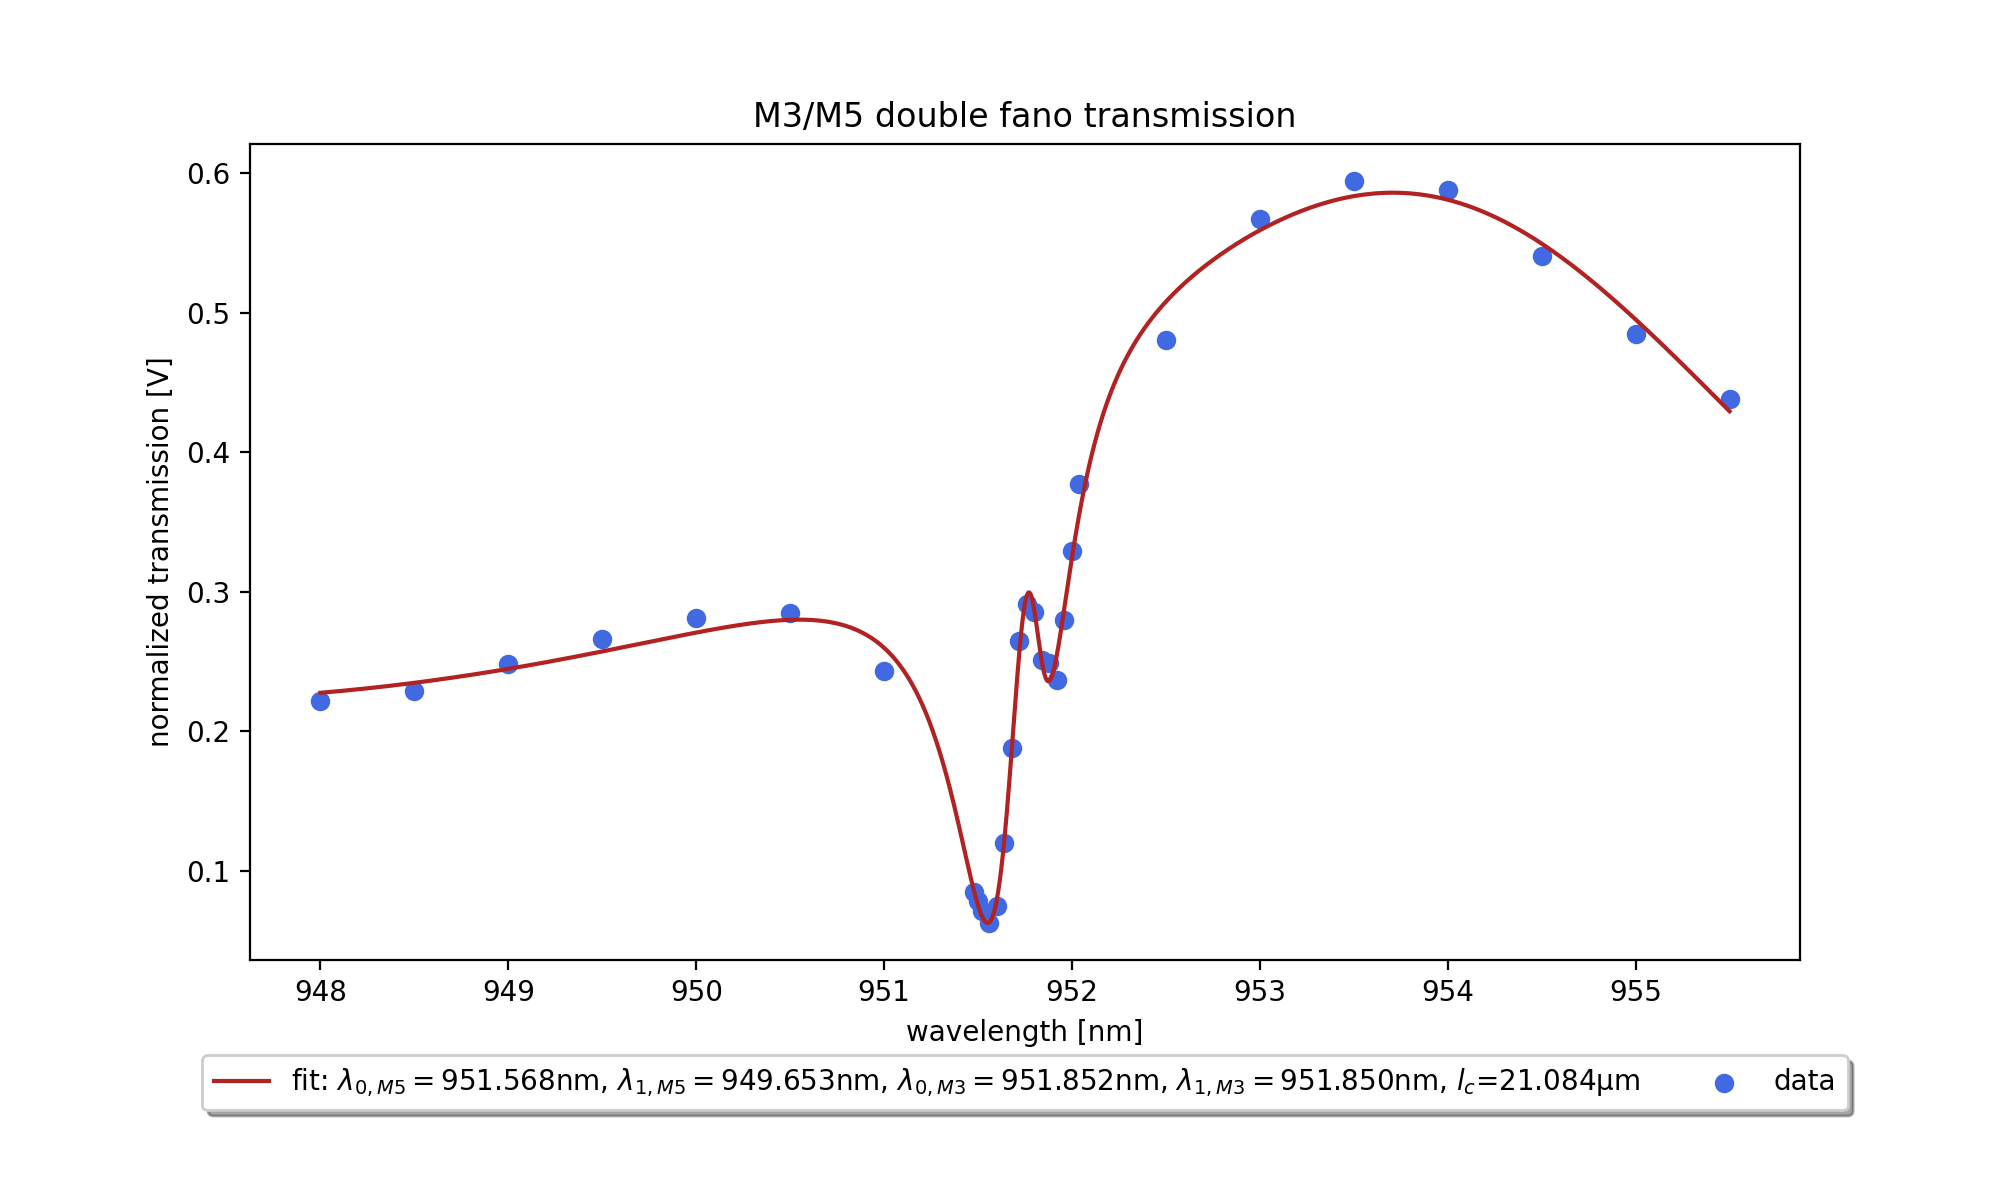 M3/M5 double fano transmission
normalized transmission [V]
0.6
0.5
0.4
0.3
0.2
0.1
948 949 950 951 952 953 954 955
wavelength [nm]
fit: λ0,M5 = 951.568nm, λ1,M5 = 949.653nm, λ0,M3 = 951.852nm, λ1,M3 = 951.850nm, lc=21.084μm data